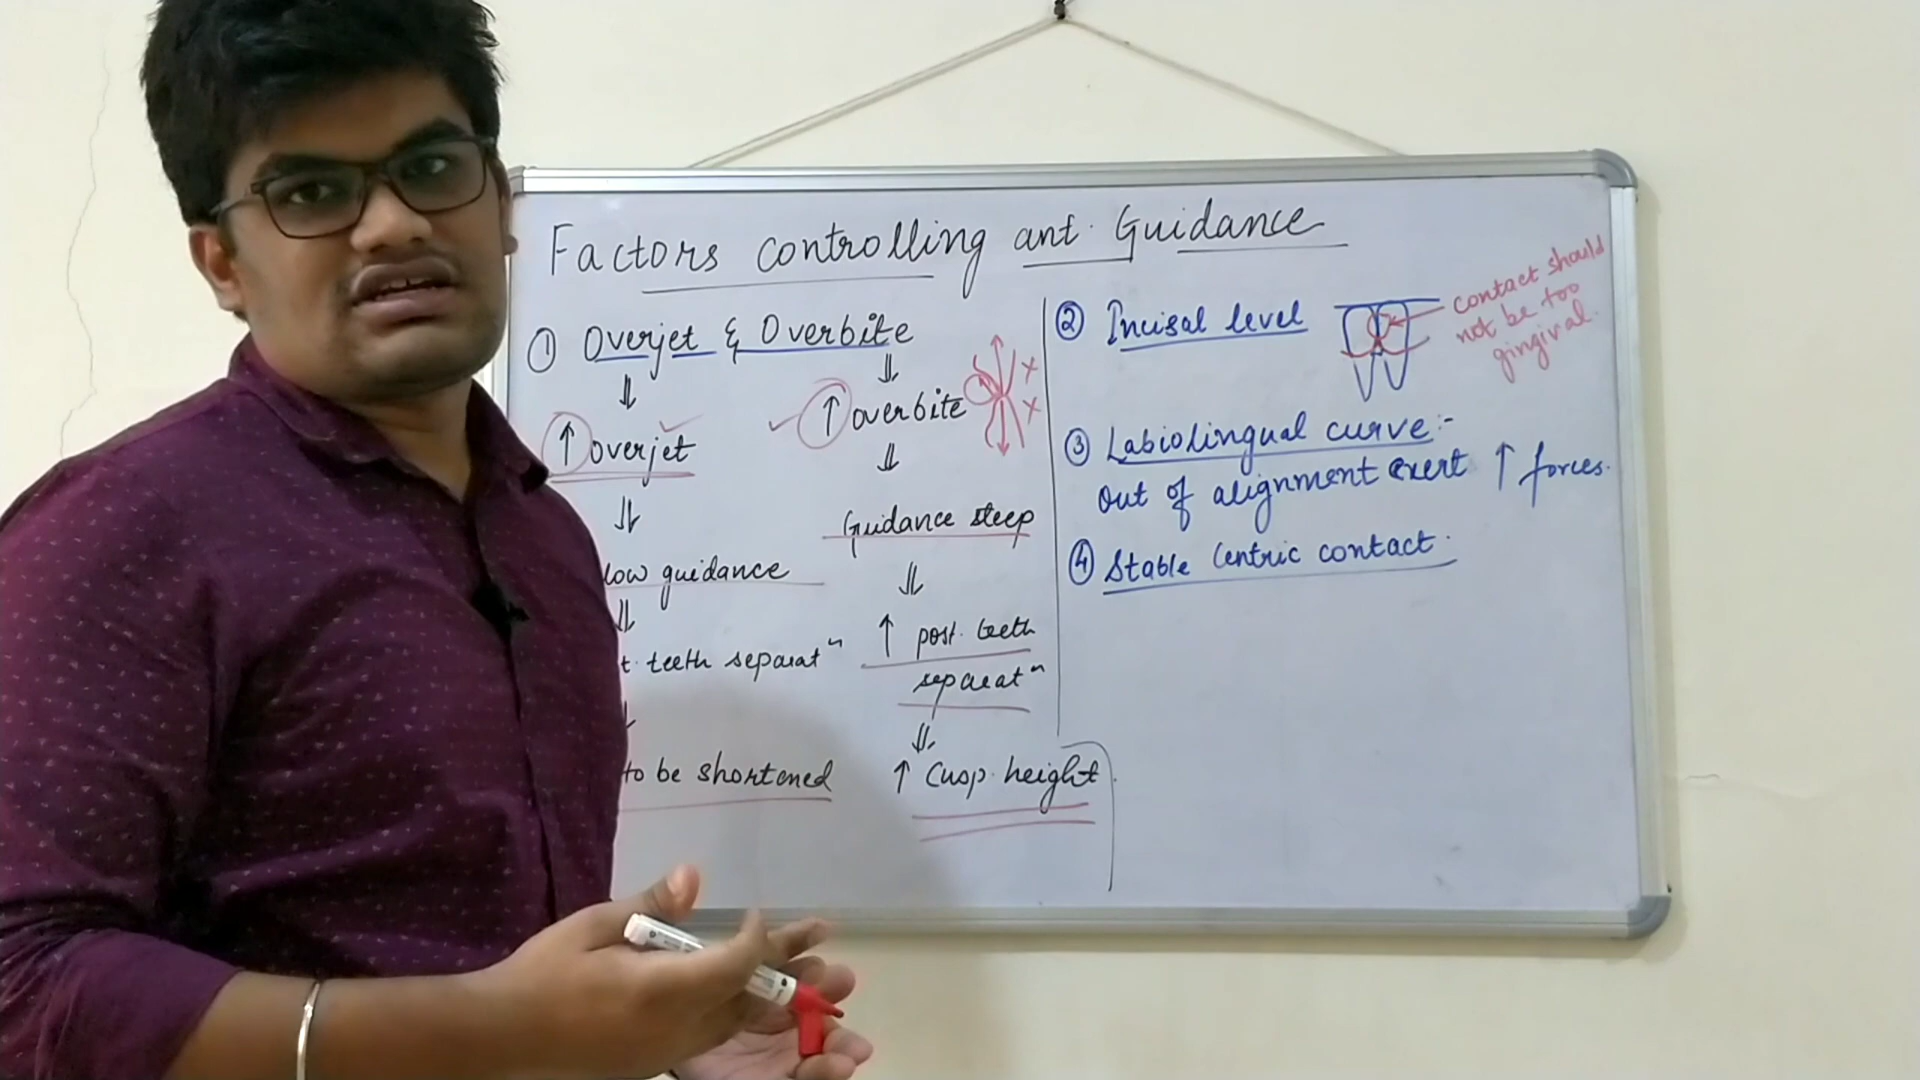 Factors controlling ant. Guidance
① Overjet & Overbite
⇓ ⇓
↑ overjet
↑ overbite
⇓ ⇓
low guidance
Guidance steep
⇓ ⇓
t. teeth separatⁿ
↑ post. teeth
separatⁿ
⇓
to be shortened
↑ Cusp. height
② Incisal level
contact should
not be too
gingival.
③ Labiolingual curve:-
out of alignment exert ↑ forces.
④ Stable Centric contact.